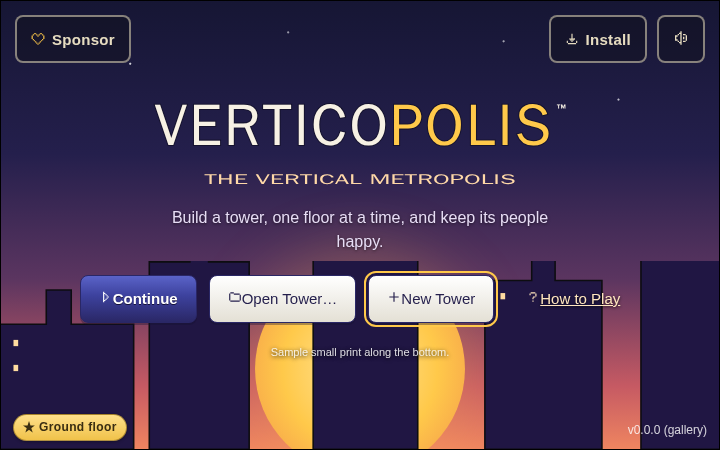 Sponsor
Install
VERTICOPOLIS™
THE VERTICAL METROPOLIS
Build a tower, one floor at a time, and keep its people
happy.
Continue
Open Tower…
New Tower
? How to Play
Sample small print along the bottom.
★ Ground floor
v0.0.0 (gallery)